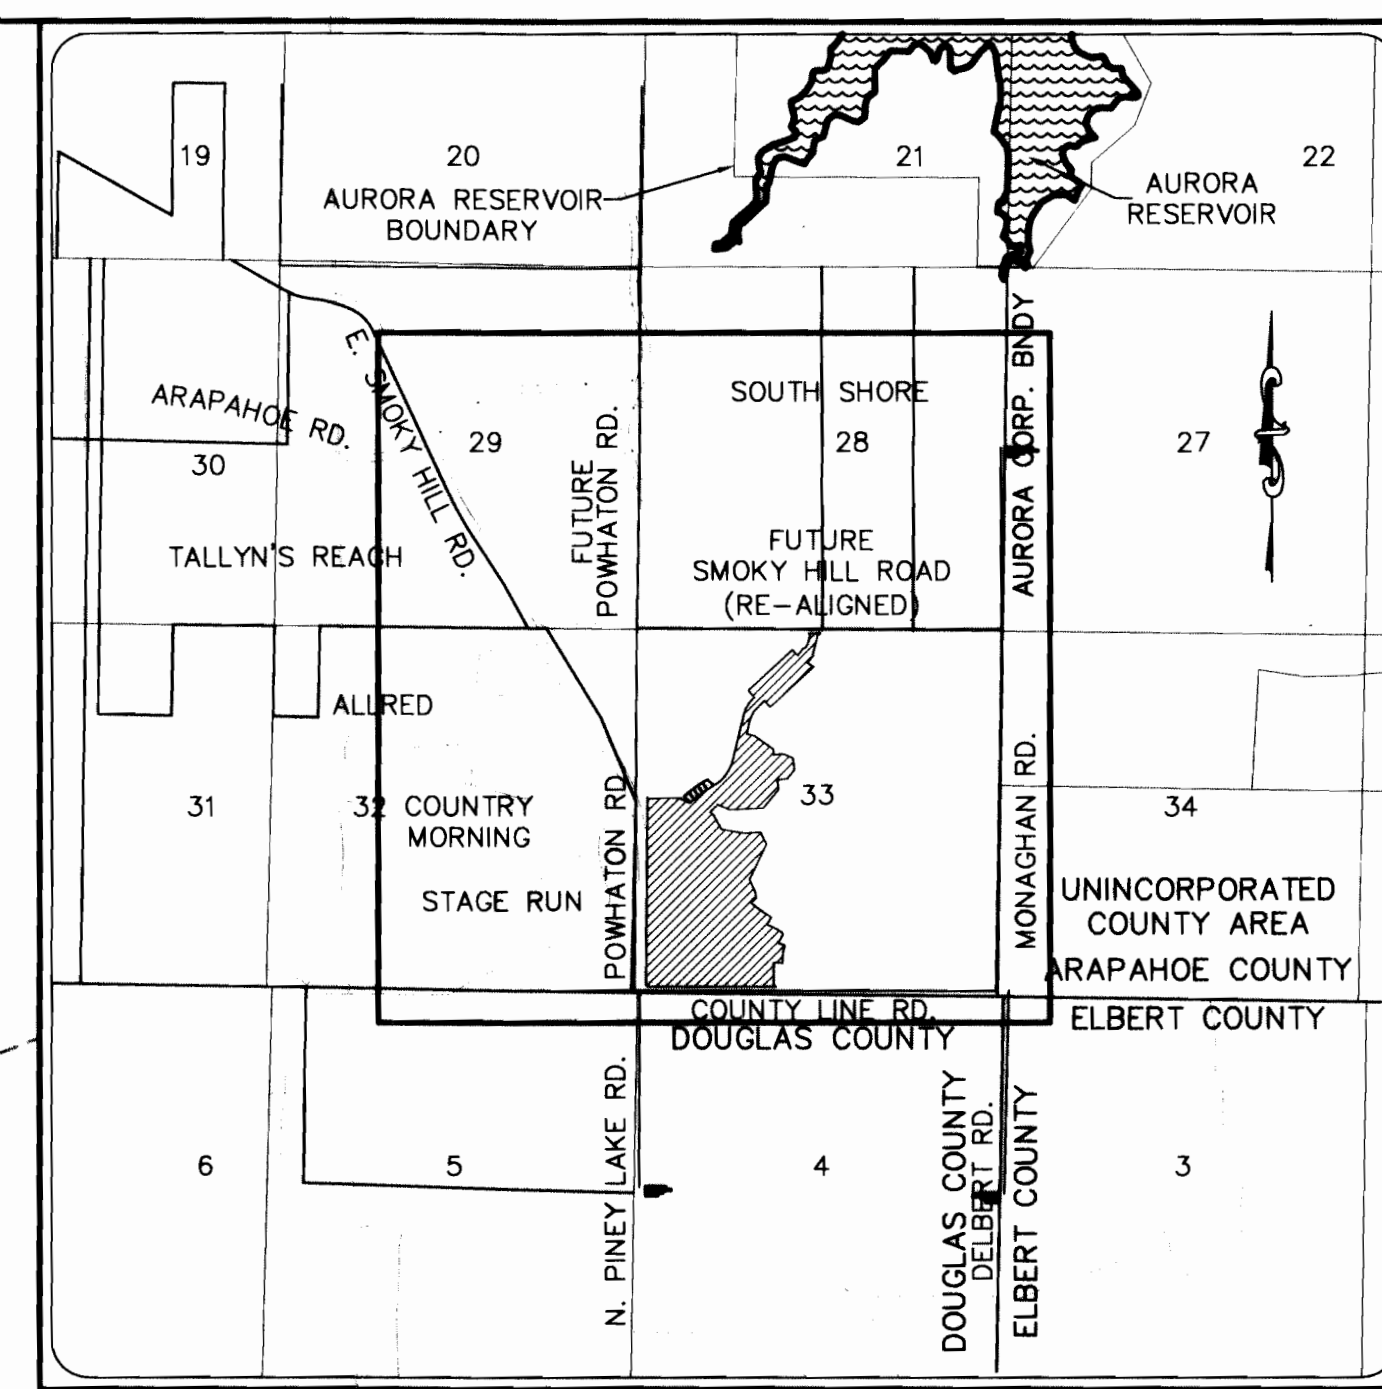 19
20
21
22
AURORA RESERVOIR
BOUNDARY
AURORA
RESERVOIR
E. SMOKY HILL RD.
ARAPAHOE RD.
SOUTH SHORE
AURORA CORP. BNDY
29
28
27
30
FUTURE
POWHATON RD.
TALLYN'S REACH
FUTURE
SMOKY HILL ROAD
(RE-ALIGNED)
ALLRED
31
32
COUNTRY
MORNING
33
34
POWHATON RD.
MONAGHAN RD.
STAGE RUN
UNINCORPORATED
COUNTY AREA
ARAPAHOE COUNTY
COUNTY LINE RD.
DOUGLAS COUNTY
ELBERT COUNTY
N. PINEY LAKE RD.
DOUGLAS COUNTY
DELBERT RD.
ELBERT COUNTY
6
5
4
3